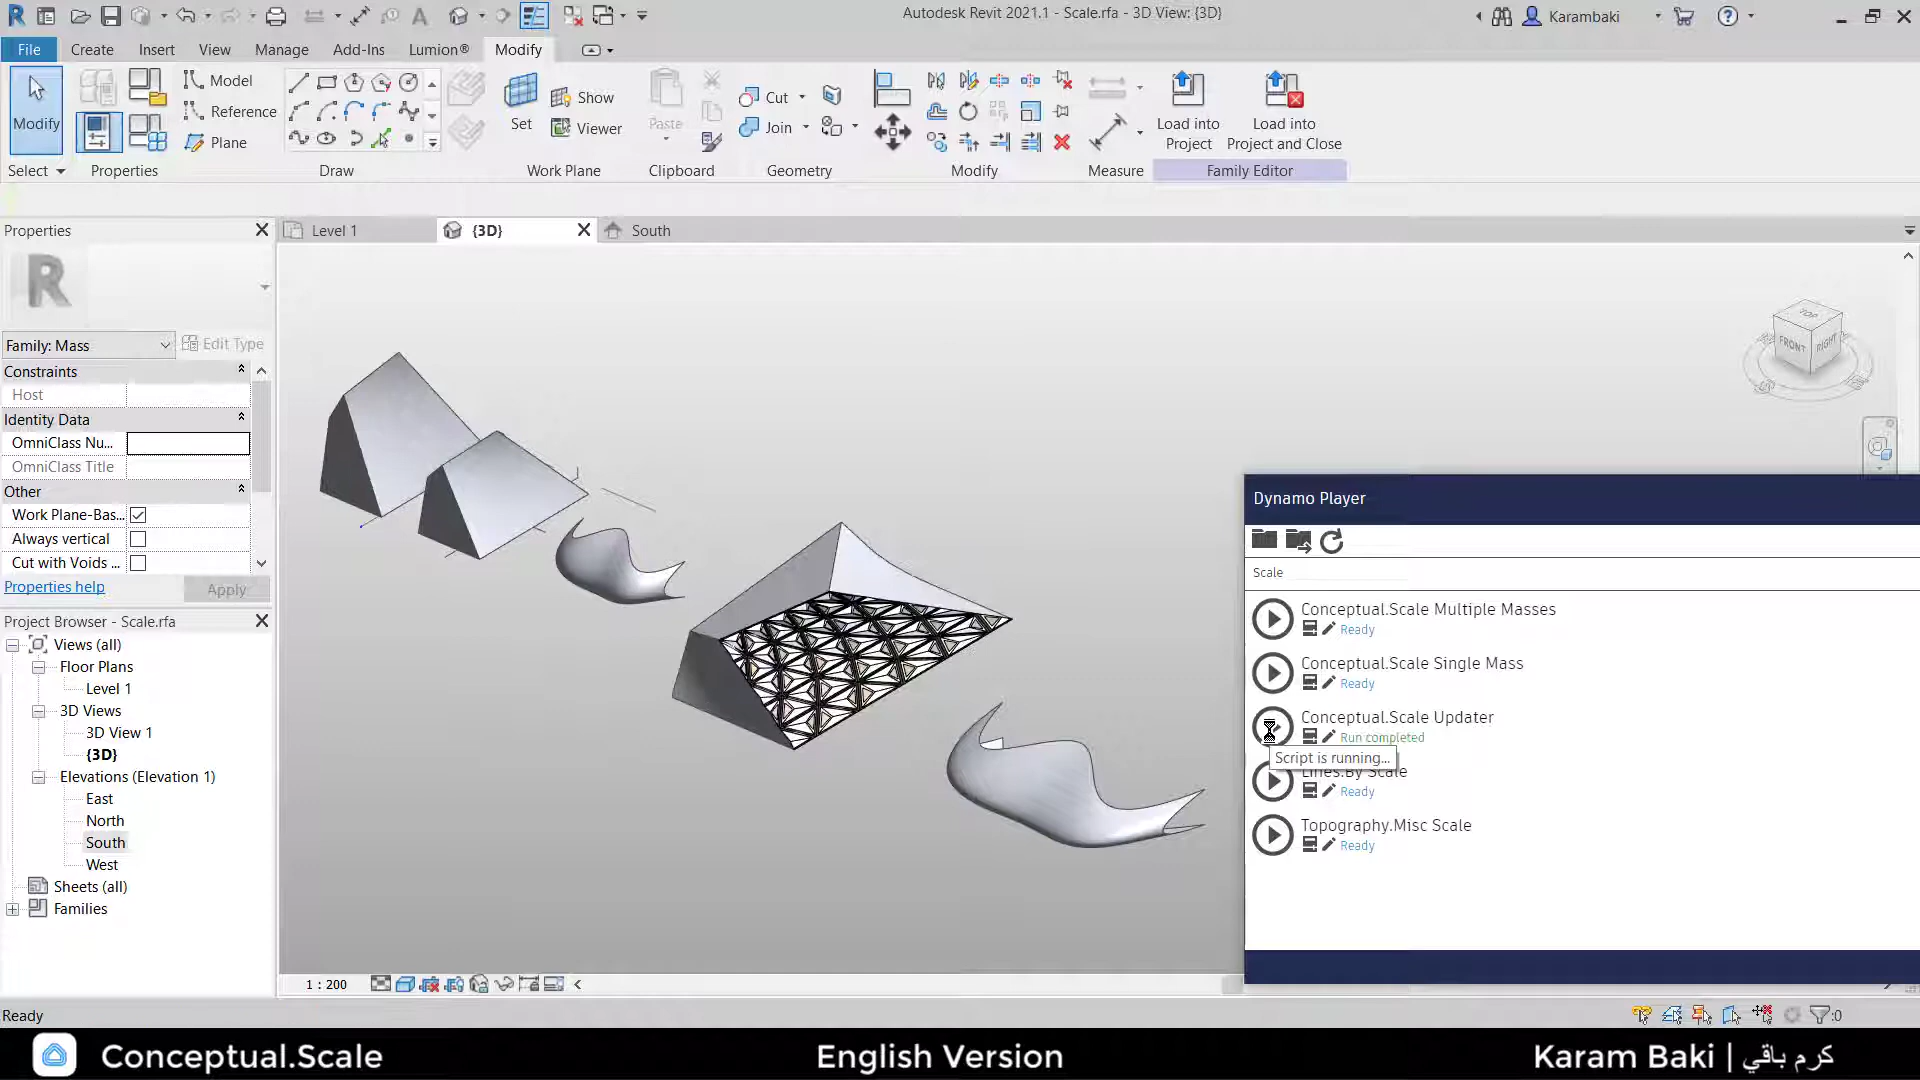 Autodesk Revit 2021.1 - Scale.rfa - 3D View: {3D}
Karambaki
File
Create
Insert
View
Manage
Add-Ins
Lumion®
Modify
Modify
Model
Reference
Plane
Set
Show
Viewer
Paste
Cut
Join
Load into
Project
Load into
Project and Close
Select
Properties
Draw
Work Plane
Clipboard
Geometry
Modify
Measure
Family Editor
Properties
Level 1
{3D}
South
R
Family: Mass
Edit Type
Constraints
Host
Identity Data
OmniClass Nu...
OmniClass Title
Other
Work Plane-Bas...
Always vertical
Cut with Voids ...
Properties help
Apply
Project Browser - Scale.rfa
Views (all)
Floor Plans
Level 1
3D Views
3D View 1
{3D}
Elevations (Elevation 1)
East
North
South
West
Sheets (all)
Families
TOP
FRONT
RIGHT
Dynamo Player
Scale
Conceptual.Scale Multiple Masses
Ready
Conceptual.Scale Single Mass
Ready
Conceptual.Scale Updater
Run completed
Script is running...
Lines.By Scale
Ready
Topography.Misc Scale
Ready
1 : 200
Ready
:0
Conceptual.Scale
English Version
Karam Baki | كرم باقي